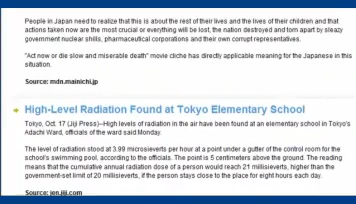 People in Japan need to realize that this is about the rest of their lives and the lives of their children and that
actions taken now are the most crucial or everything will be lost, the nation destroyed and torn apart by sleazy
government nuclear shills, pharmaceutical corporations and their own corrupt representatives.
"Act now or die slow and miserable death" movie cliche has directly applicable meaning for the Japanese in this
situation.
Source: mdn.mainichi.jp
High-Level Radiation Found at Tokyo Elementary School
Tokyo, Oct. 17 (Jiji Press)--High levels of radiation in the air have been found at an elementary school in Tokyo's
Adachi Ward, officials of the ward said Monday.
The level of radiation stood at 3.99 microsieverts per hour at a point under a gutter of the control room for the
school's swimming pool, according to the officials. The point is 5 centimeters above the ground. The reading
means that the cumulative annual radiation dose of a person would reach 21 millisieverts, higher than the
government-set limit of 20 millisieverts, if the person stays close to the place for eight hours each day.
Source: jen.jiji.com